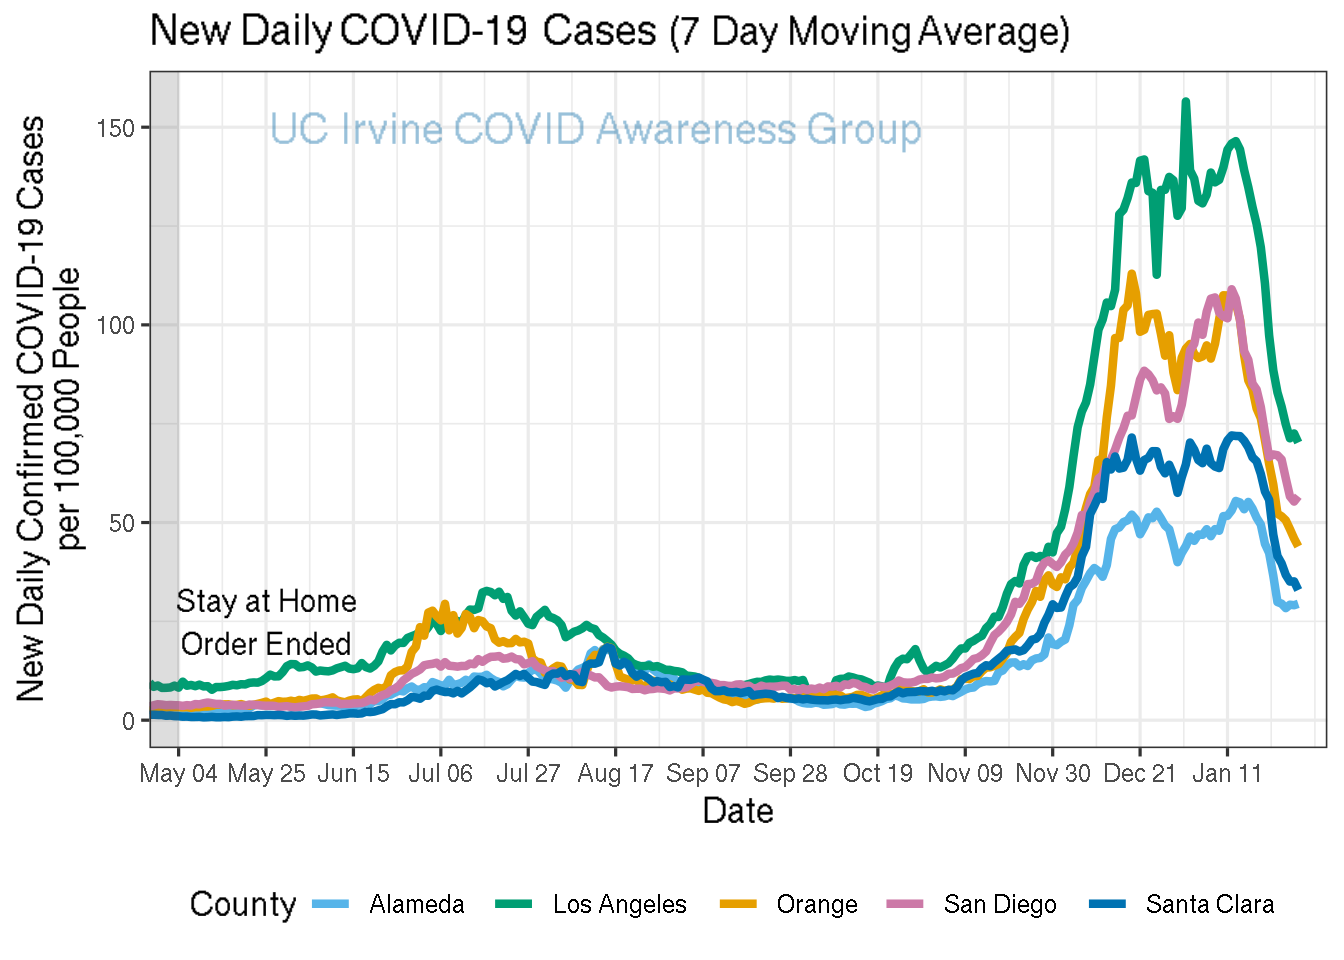 New Daily COVID-19 Cases (7 Day Moving Average)
New Daily Confirmed COVID-19 Cases
per 100,000 People
UC Irvine COVID Awareness Group
150
100
50
0
Stay at Home
Order Ended
May 04 May 25 Jun 15 Jul 06 Jul 27 Aug 17 Sep 07 Sep 28 Oct 19 Nov 09 Nov 30 Dec 21 Jan 11
Date
County Alameda Los Angeles Orange San Diego Santa Clara